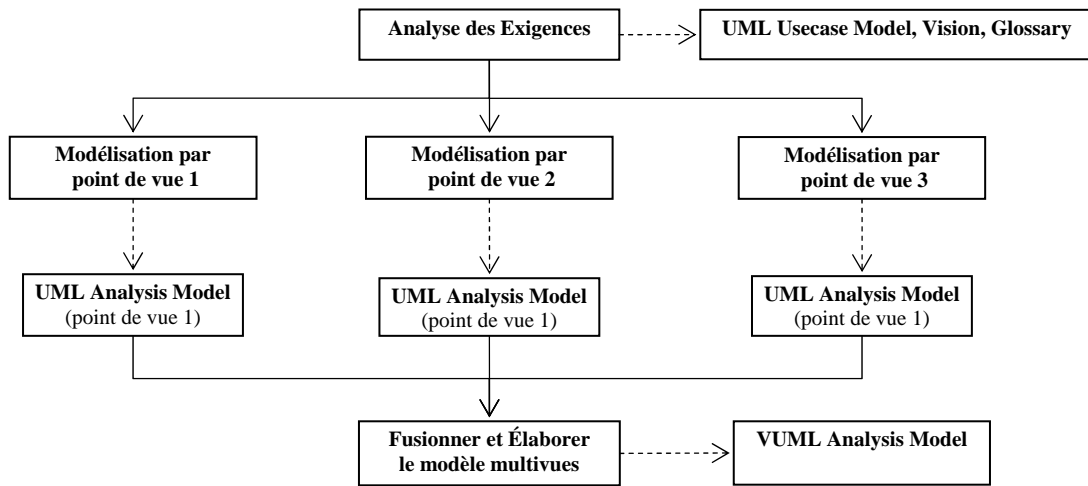 Analyse des Exigences
UML Usecase Model, Vision, Glossary
Modélisation par
point de vue 1
Modélisation par
point de vue 2
Modélisation par
point de vue 3
UML Analysis Model
(point de vue 1)
UML Analysis Model
(point de vue 1)
UML Analysis Model
(point de vue 1)
Fusionner et Élaborer
le modèle multivues
VUML Analysis Model